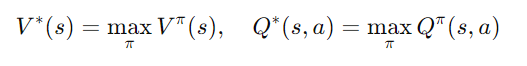 V*(s) = max_π V^π(s),  Q*(s, a) = max_π Q^π(s, a)